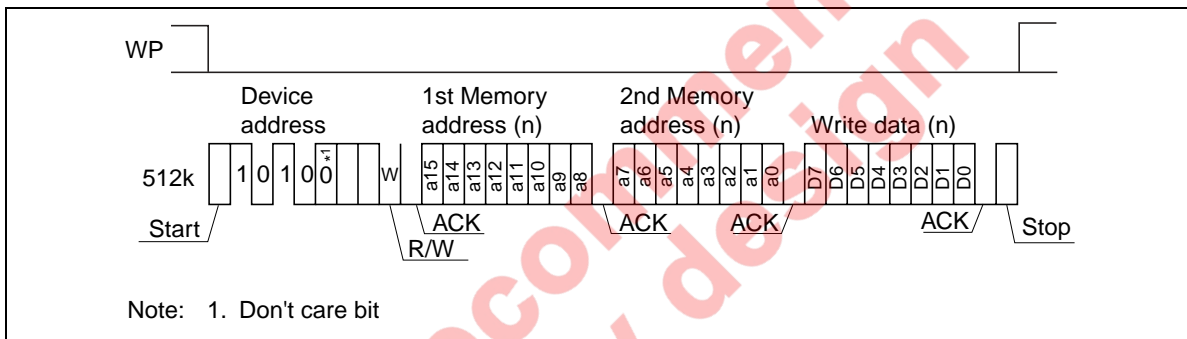 WP
Device 1st Memory 2nd Memory
address address (n) address (n) Write data (n)
512k 1 0 1 0 0 *1 W a15 a14 a13 a12 a11 a10 a9 a8 a7 a6 a5 a4 a3 a2 a1 a0 D7 D6 D5 D4 D3 D2 D1 D0
Start ACK ACK ACK ACK Stop
R/W
Note: 1. Don't care bit